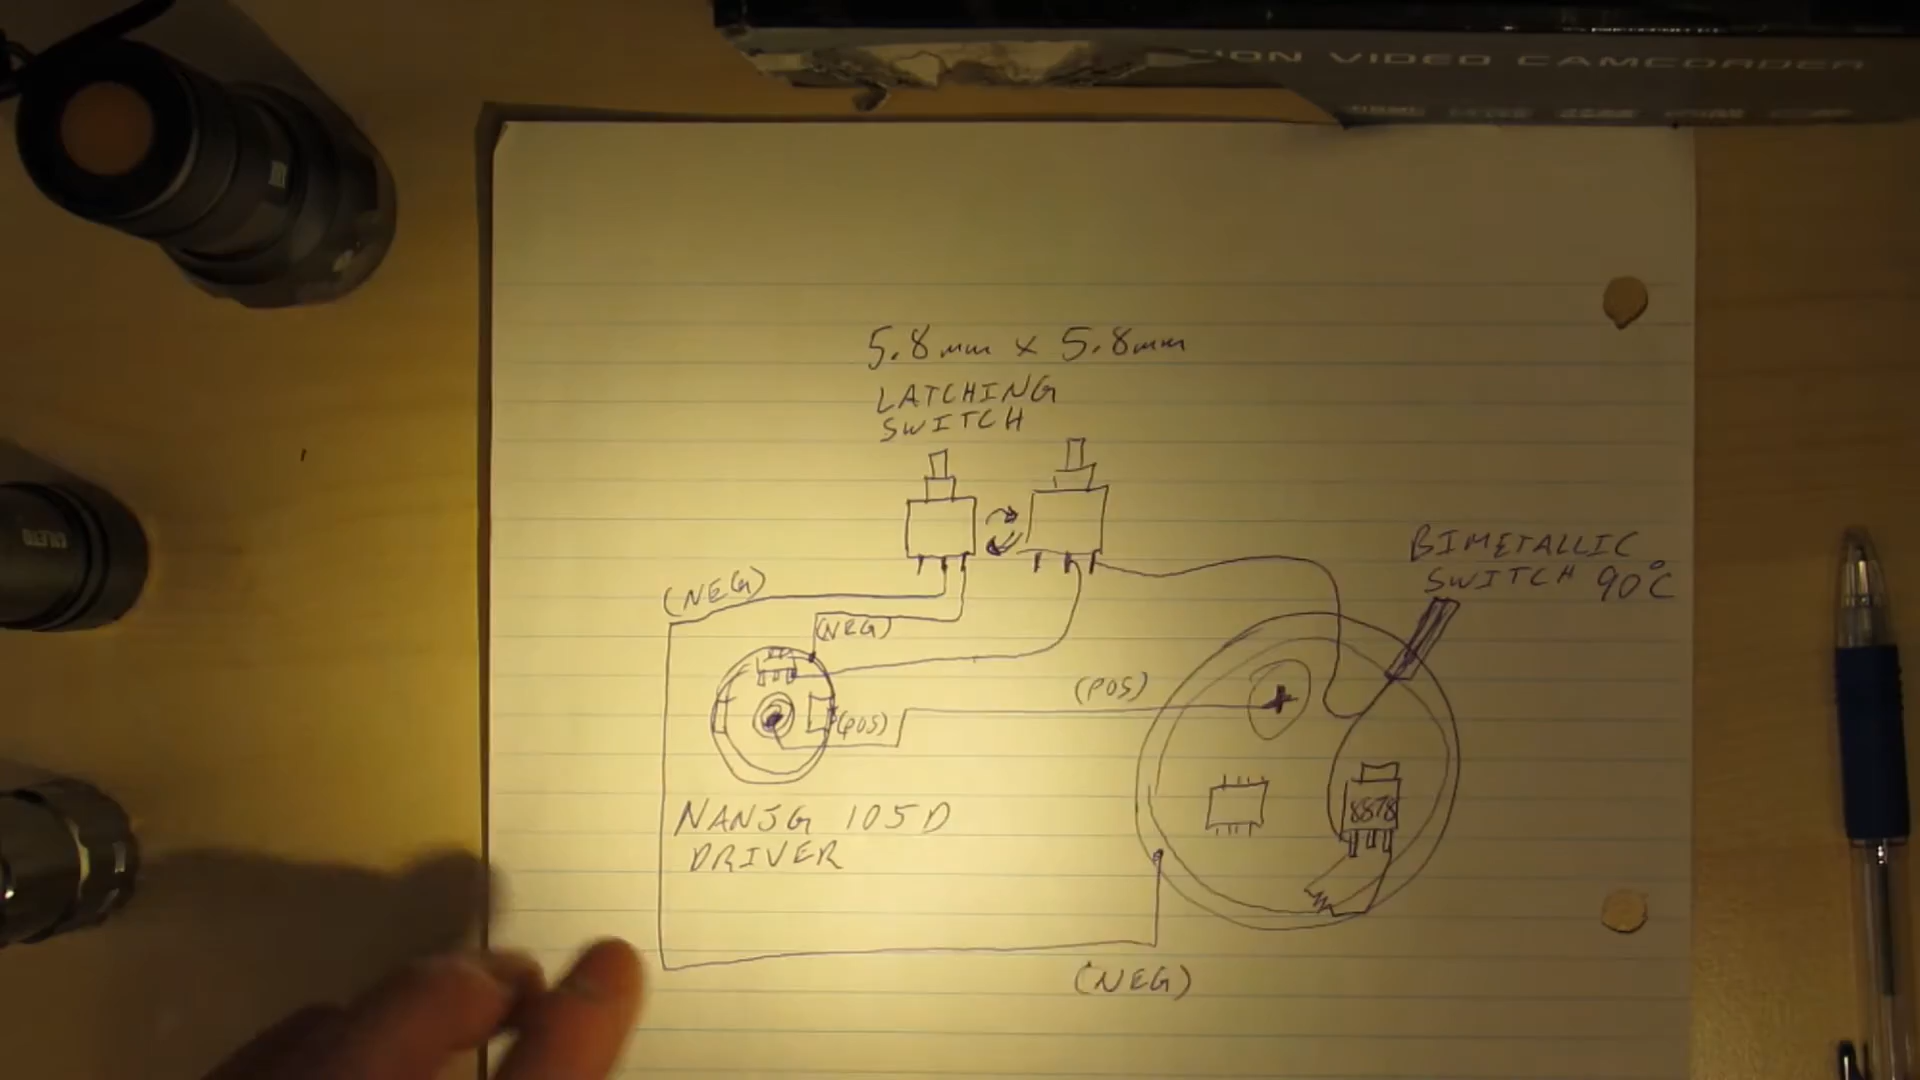 ION VIDEO CAMCORDER
5.8mm x 5.8mm
LATCHING
SWITCH
BIMETALLIC
SWITCH 90°C
(NEG)
(NEG)
(POS)
(POS)
+
8878
NANJG 105D
DRIVER
(NEG)